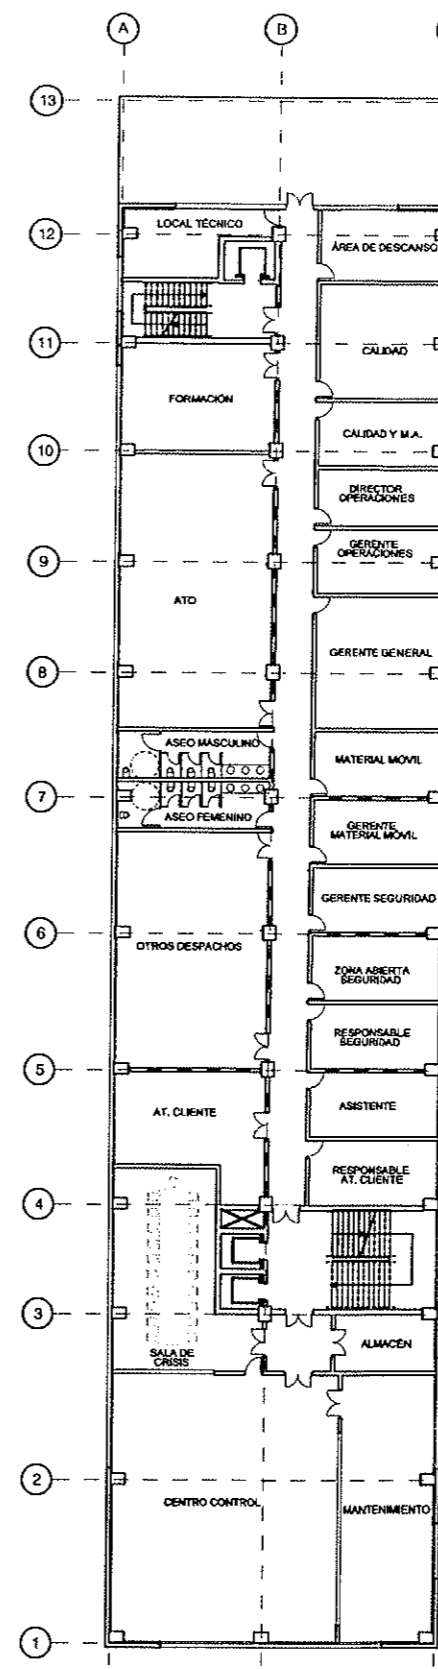 A
B
13
12
LOCAL TÉCNICO
ÁREA DE DESCANSO
11
CALIDAD
FORMACIÓN
10
CALIDAD Y M.A.
DIRECTOR
OPERACIONES
9
GERENTE
OPERACIONES
ATO
8
GERENTE GENERAL
ASEO MASCULINO
MATERIAL MÓVIL
7
ASEO FEMENINO
GERENTE
MATERIAL MÓVIL
GERENTE SEGURIDAD
6
OTROS DESPACHOS
ZONA ABIERTA
SEGURIDAD
RESPONSABLE
SEGURIDAD
5
AT. CLIENTE
ASISTENTE
RESPONSABLE
AT. CLIENTE
4
3
ALMACÉN
SALA DE
CRISIS
2
CENTRO CONTROL
MANTENIMIENTO
1